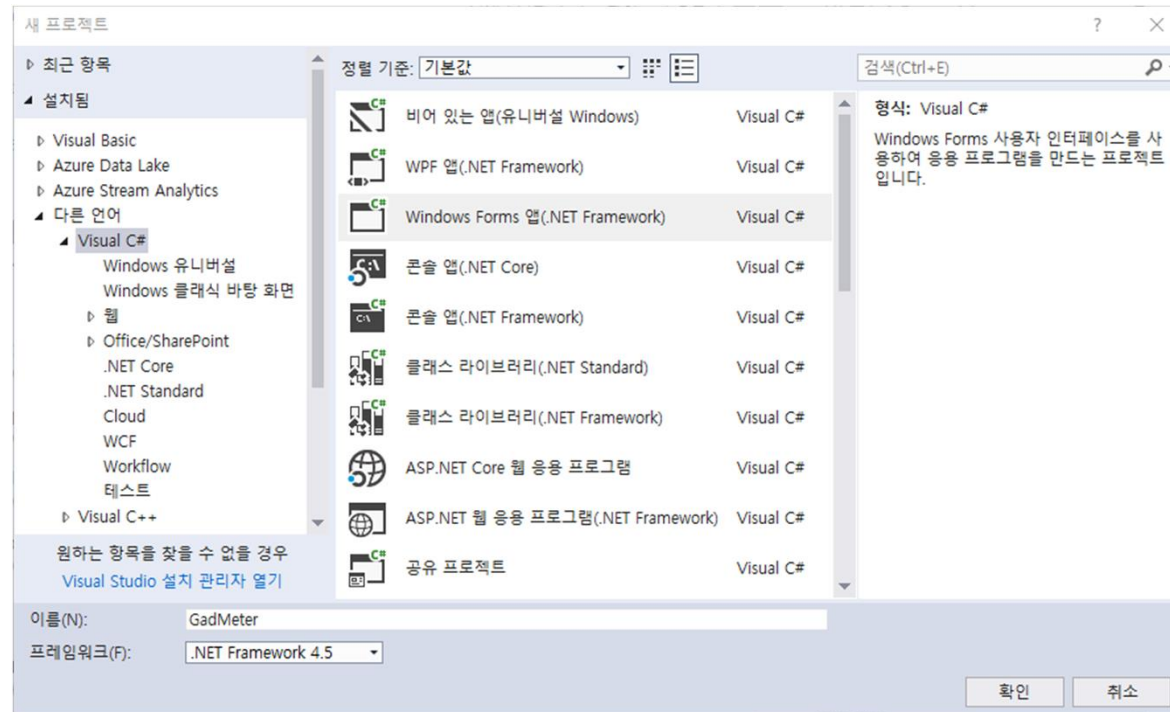 새 프로젝트
?
최근 항목
설치됨
Visual Basic
Azure Data Lake
Azure Stream Analytics
다른 언어
Visual C#
Windows 유니버설
Windows 클래식 바탕 화면
웹
Office/SharePoint
.NET Core
.NET Standard
Cloud
WCF
Workflow
테스트
Visual C++
원하는 항목을 찾을 수 없을 경우
Visual Studio 설치 관리자 열기
정렬 기준: 기본값
비어 있는 앱(유니버설 Windows) Visual C#
WPF 앱(.NET Framework) Visual C#
Windows Forms 앱(.NET Framework) Visual C#
콘솔 앱(.NET Core) Visual C#
콘솔 앱(.NET Framework) Visual C#
클래스 라이브러리(.NET Standard) Visual C#
클래스 라이브러리(.NET Framework) Visual C#
ASP.NET Core 웹 응용 프로그램 Visual C#
ASP.NET 웹 응용 프로그램(.NET Framework) Visual C#
공유 프로젝트 Visual C#
검색(Ctrl+E)
형식: Visual C#
Windows Forms 사용자 인터페이스를 사
용하여 응용 프로그램을 만드는 프로젝트
입니다.
이름(N): GadMeter
프레임워크(F): .NET Framework 4.5
확인 취소